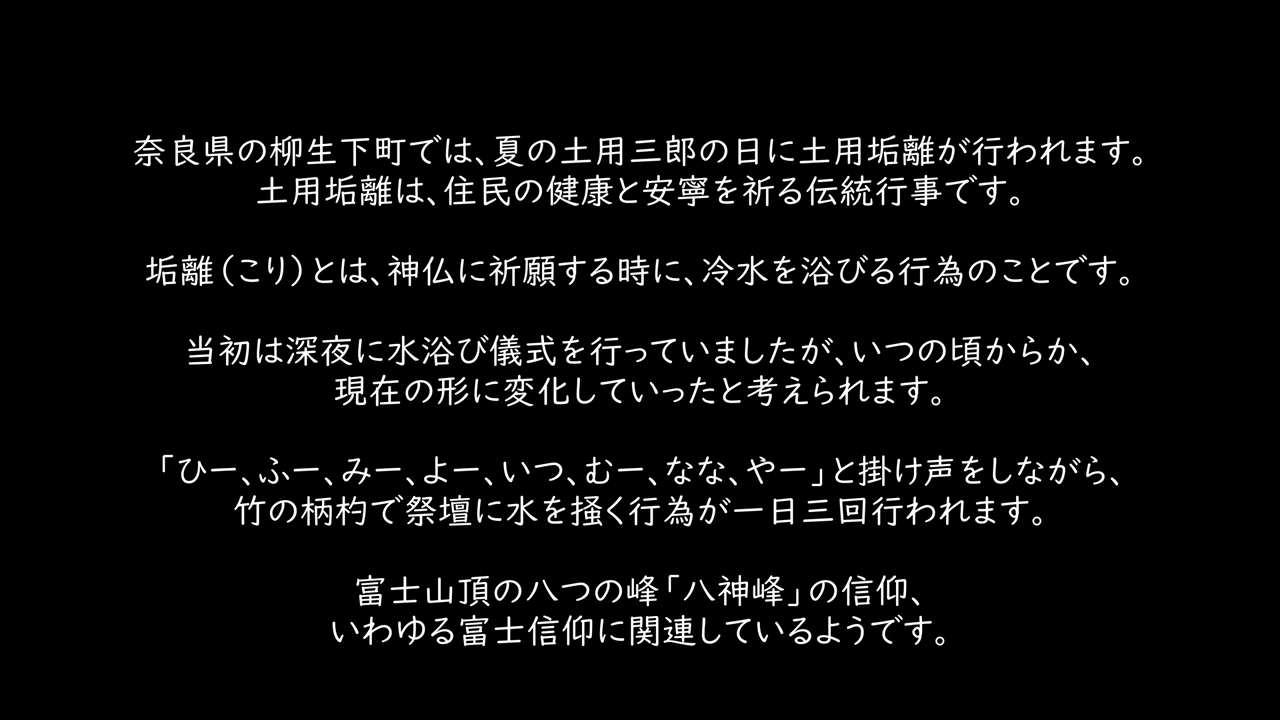 奈良県の柳生下町では、夏の土用三郎の日に土用垢離が行われます。
土用垢離は、住民の健康と安寧を祈る伝統行事です。
垢離（こり）とは、神仏に祈願する時に、冷水を浴びる行為のことです。
当初は深夜に水浴び儀式を行っていましたが、いつの頃からか、
現在の形に変化していったと考えられます。
「ひー、ふー、みー、よー、いつ、むー、なな、やー」と掛け声をしながら、
竹の柄杓で祭壇に水を掻く行為が一日三回行われます。
富士山頂の八つの峰「八神峰」の信仰、
いわゆる富士信仰に関連しているようです。